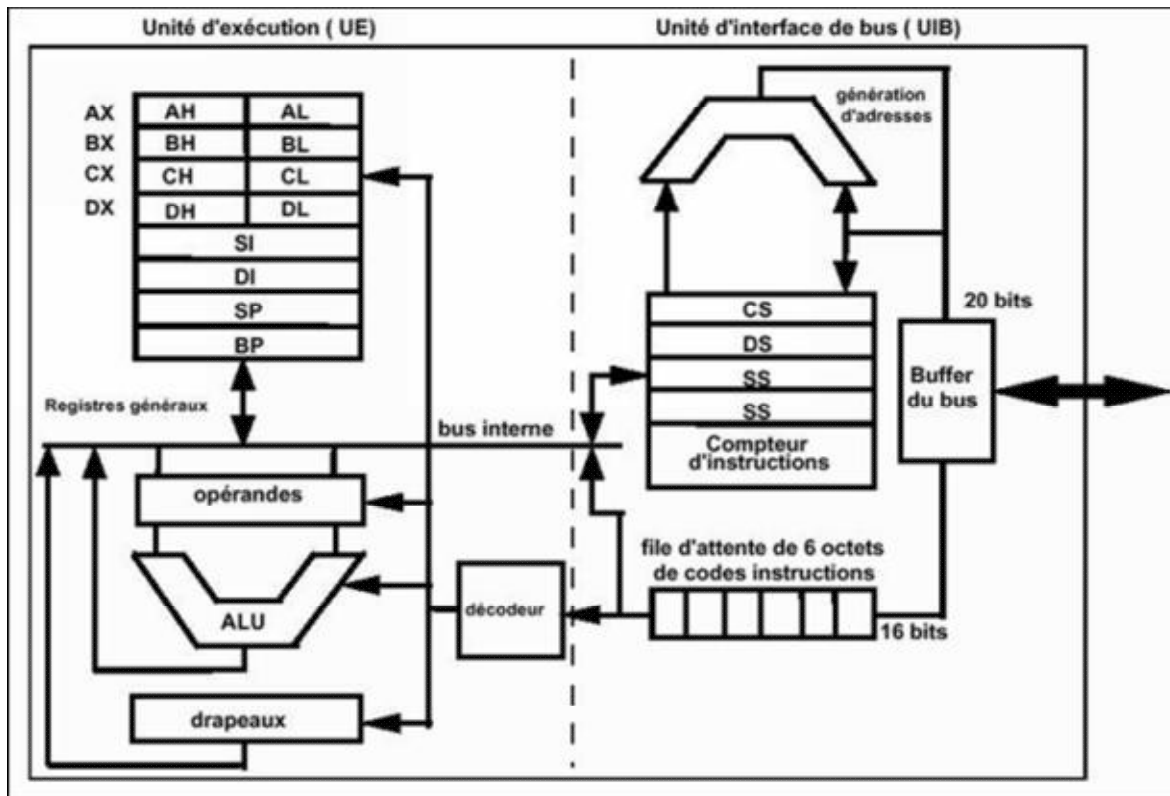 Unité d'exécution ( UE)
Unité d'interface de bus ( UIB)
AX
AH
AL
BX
BH
BL
CX
CH
CL
DX
DH
DL
SI
DI
SP
BP
Registres généraux
bus interne
opérandes
ALU
décodeur
drapeaux
génération
d'adresses
20 bits
CS
DS
SS
SS
Compteur
d'instructions
Buffer
du bus
file d'attente de 6 octets
de codes instructions
16 bits